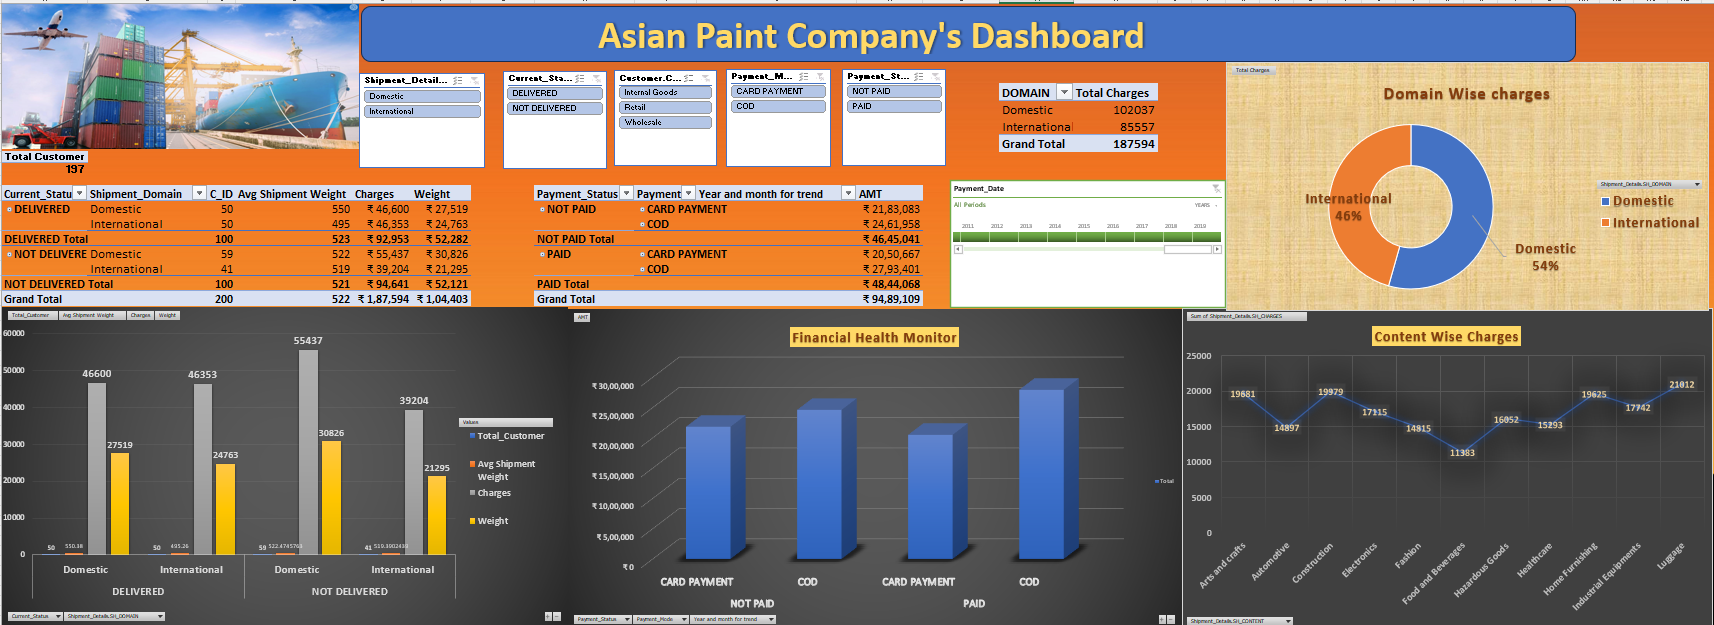 Asian Paint Company's Dashboard
Shipment_Detail...
Domestic
International
Current_Sta...
DELIVERED
NOT DELIVERED
Customer.C...
Internal Goods
Retail
Wholesale
Payment_M...
CARD PAYMENT
COD
Payment_St...
NOT PAID
PAID
DOMAIN Total Charges
Domestic 102037
International 85557
Grand Total 187594
Total Charges
Domain Wise charges
International
46%
Domestic
54%
Shipment_Details.SH_DOMAIN
Domestic
International
Total Customer
197
Current_Statu Shipment_Domain C_ID Avg Shipment Weight Charges Weight
DELIVERED Domestic 50 550 ₹ 46,600 ₹ 27,519
International 50 495 ₹ 46,353 ₹ 24,763
DELIVERED Total 100 523 ₹ 92,953 ₹ 52,282
NOT DELIVERE Domestic 59 522 ₹ 55,437 ₹ 30,826
International 41 519 ₹ 39,204 ₹ 21,295
NOT DELIVERED Total 100 521 ₹ 94,641 ₹ 52,121
Grand Total 200 522 ₹ 1,87,594 ₹ 1,04,403
Payment_Status Payment Year and month for trend AMT
NOT PAID CARD PAYMENT ₹ 21,83,083
COD ₹ 24,61,958
NOT PAID Total ₹ 46,45,041
PAID CARD PAYMENT ₹ 20,50,667
COD ₹ 27,93,401
PAID Total ₹ 48,44,068
Grand Total ₹ 94,89,109
Payment_Date
All Periods YEARS
2011 2012 2013 2014 2015 2016 2017 2018 2019
Total_Customer Avg Shipment Weight Charges Weight
60000
50000
40000
30000
20000
10000
0
46600
27519
46353
24763
55437
30826
39204
21295
50 550.38 50 495.26 59 522.4745763 41 519.3902439
Domestic International Domestic International
DELIVERED NOT DELIVERED
Values
Total_Customer
Avg Shipment
Weight
Charges
Weight
Current_Status Shipment_Details.SH_DOMAIN
AMT
Financial Health Monitor
₹ 30,00,000
₹ 25,00,000
₹ 20,00,000
₹ 15,00,000
₹ 10,00,000
₹ 5,00,000
₹ 0
CARD PAYMENT COD CARD PAYMENT COD
NOT PAID PAID
Total
Payment_Status Payment_Mode Year and month for trend
Sum of Shipment_Details.SH_CHARGES
Content Wise Charges
25000
20000
15000
10000
5000
0
19681
14897
19979
17115
14815
11383
16052
15293
19625
17742
21012
Arts and crafts
Automotive
Construction
Electronics
Fashion
Food and Beverages
Hazardous Goods
Healthcare
Home Furnishing
Industrial Equipments
Luggage
Shipment_Details.SH_CONTENT